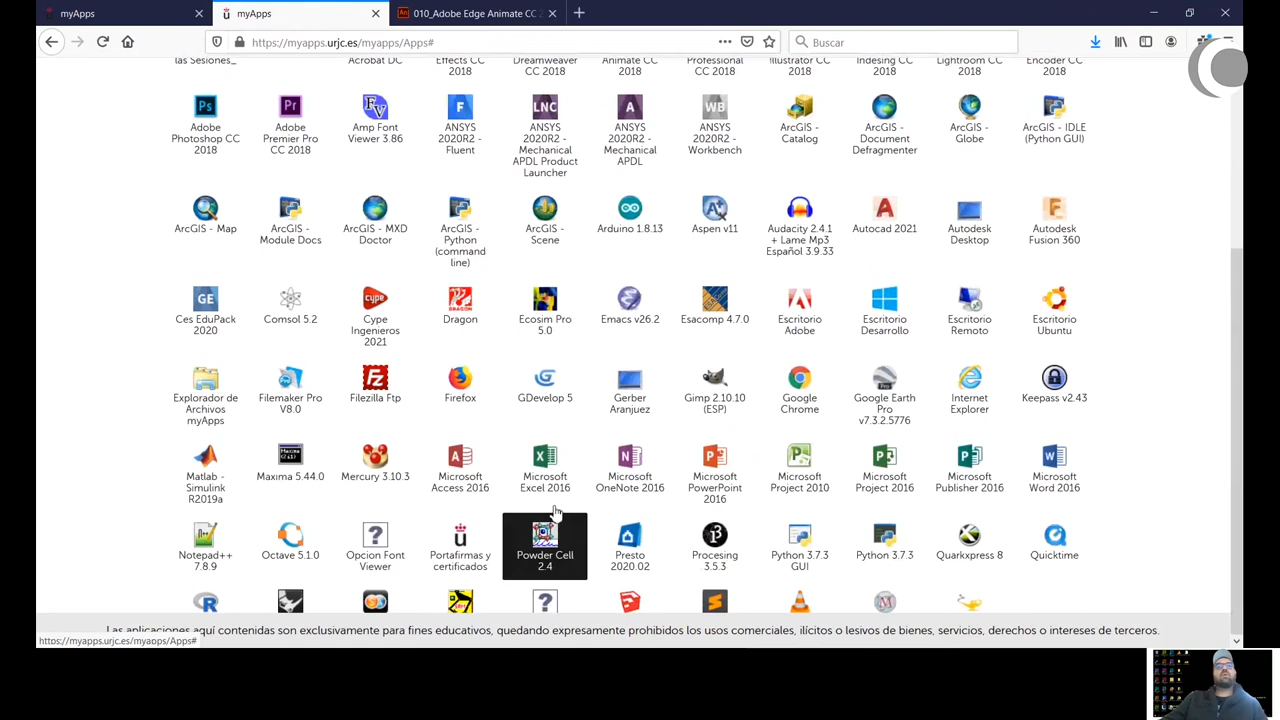 myApps
myApps
010_Adobe Edge Animate CC 2
https://myapps.urjc.es/myapps/Apps#
Buscar
las Sesiones_
Acrobat DC
Effects CC
2018
Dreamweaver
CC 2018
Animate CC
2018
Professional
CC 2018
Illustrator CC
2018
Indesing CC
2018
Lightroom CC
2018
Encoder CC
2018
Adobe
Photoshop CC
2018
Adobe
Premier Pro
CC 2018
Amp Font
Viewer 3.86
ANSYS
2020R2 -
Fluent
ANSYS
2020R2 -
Mechanical
APDL Product
Launcher
ANSYS
2020R2 -
Mechanical
APDL
ANSYS
2020R2 -
Workbench
ArcGIS -
Catalog
ArcGIS -
Document
Defragmenter
ArcGIS -
Globe
ArcGIS - IDLE
(Python GUI)
ArcGIS - Map
ArcGIS -
Module Docs
ArcGIS - MXD
Doctor
ArcGIS -
Python
(command
line)
ArcGIS -
Scene
Arduino 1.8.13
Aspen v11
Audacity 2.4.1
+ Lame Mp3
Español 3.9.33
Autocad 2021
Autodesk
Desktop
Autodesk
Fusion 360
Ces EduPack
2020
Comsol 5.2
Cype
Ingenieros
2021
Dragon
Ecosim Pro
5.0
Emacs v26.2
Esacomp 4.7.0
Escritorio
Adobe
Escritorio
Desarrollo
Escritorio
Remoto
Escritorio
Ubuntu
Explorador de
Archivos
myApps
Filemaker Pro
V8.0
Filezilla Ftp
Firefox
GDevelop 5
Gerber
Aranjuez
Gimp 2.10.10
(ESP)
Google
Chrome
Google Earth
Pro
v7.3.2.5776
Internet
Explorer
Keepass v2.43
Matlab -
Simulink
R2019a
Maxima 5.44.0
Mercury 3.10.3
Microsoft
Access 2016
Microsoft
Excel 2016
Microsoft
OneNote 2016
Microsoft
PowerPoint
2016
Microsoft
Project 2010
Microsoft
Project 2016
Microsoft
Publisher 2016
Microsoft
Word 2016
Notepad++
7.8.9
Octave 5.1.0
Opcion Font
Viewer
Portafirmas y
certificados
Powder Cell
2.4
Presto
2020.02
Procesing
3.5.3
Python 3.7.3
GUI
Python 3.7.3
Quarkxpress 8
Quicktime
Las aplicaciones aquí contenidas son exclusivamente para fines educativos, quedando expresamente prohibidos los usos comerciales, ilícitos o lesivos de bienes, servicios, derechos o intereses de terceros.
https://myapps.urjc.es/myapps/Apps#